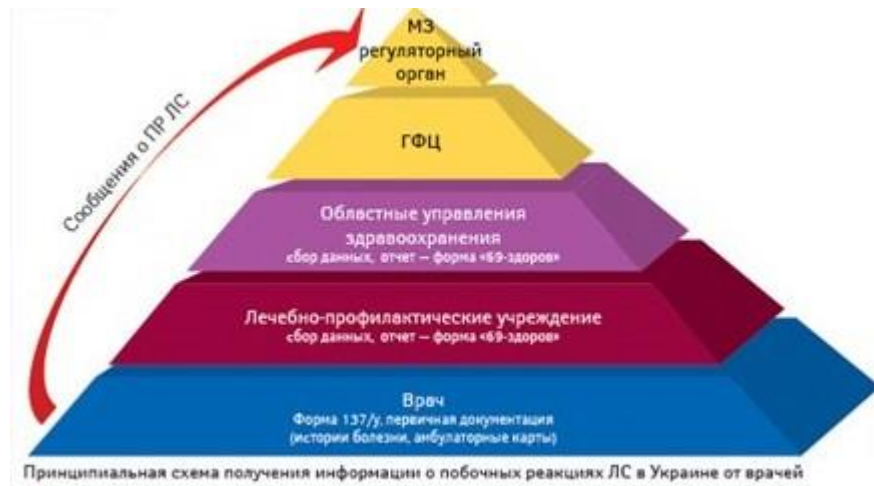 МЗ
регуляторный
орган
ГФЦ
Сообщения о ПР ЛС
Областные управления
здравоохранения
сбор данных, отчет — форма «69-здоров»
Лечебно-профилактические учреждение
сбор данных, отчет — форма «69-здоров»
Врач
Форма 137/у, первичная документация
(истории болезни, амбулаторные карты)
Принципиальная схема получения информации о побочных реакциях ЛС в Украине от врачей